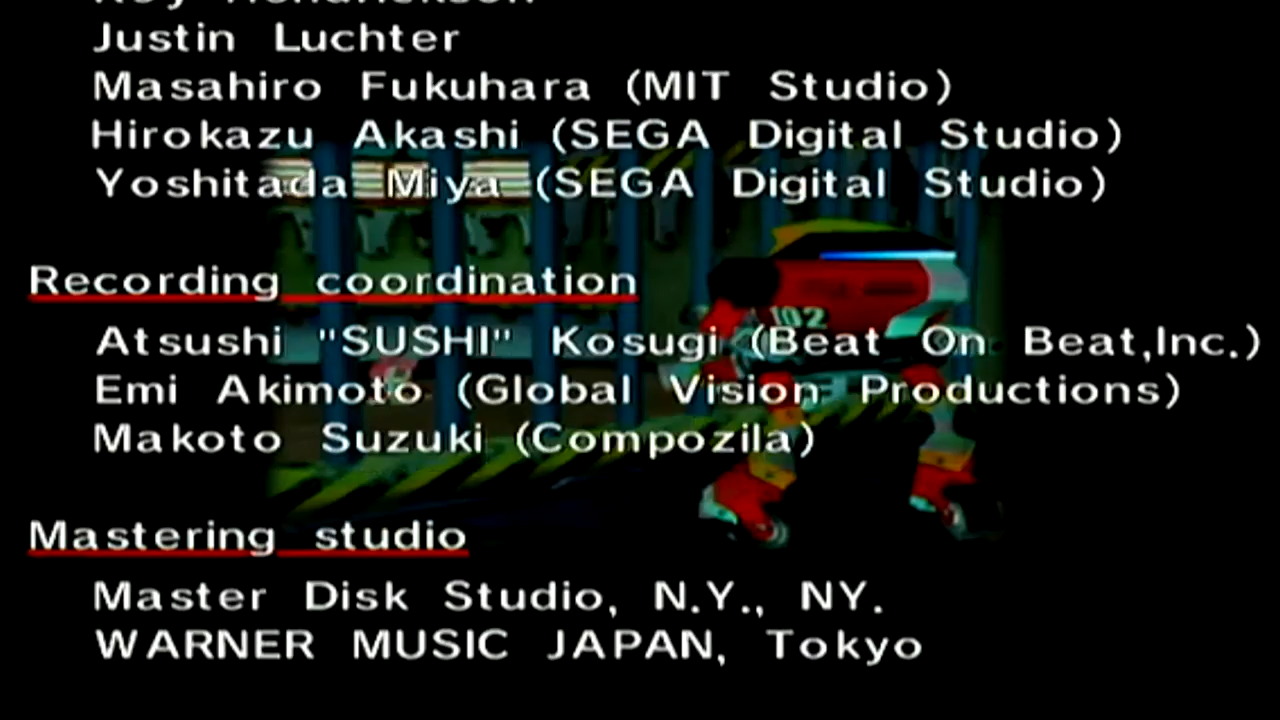 Justin Luchter
Masahiro Fukuhara (MIT Studio)
Hirokazu Akashi (SEGA Digital Studio)
Yoshitada Miya (SEGA Digital Studio)
Recording coordination
102
Atsushi "SUSHI" Kosugi (Beat On Beat,Inc.)
Emi Akimoto (Global Vision Productions)
Makoto Suzuki (Compozila)
Mastering studio
Master Disk Studio, N.Y., NY.
WARNER MUSIC JAPAN, Tokyo